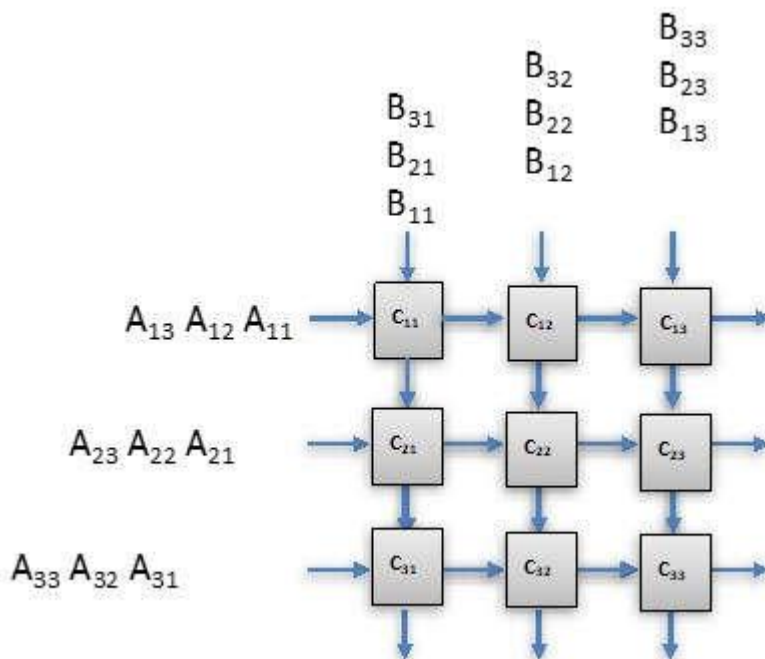 B₃₃
B₃₂ B₂₃
B₃₁ B₂₂ B₁₃
B₂₁ B₁₂
B₁₁
A₁₃ A₁₂ A₁₁ C₁₁ C₁₂ C₁₃
A₂₃ A₂₂ A₂₁ C₂₁ C₂₂ C₂₃
A₃₃ A₃₂ A₃₁ C₃₁ C₃₂ C₃₃